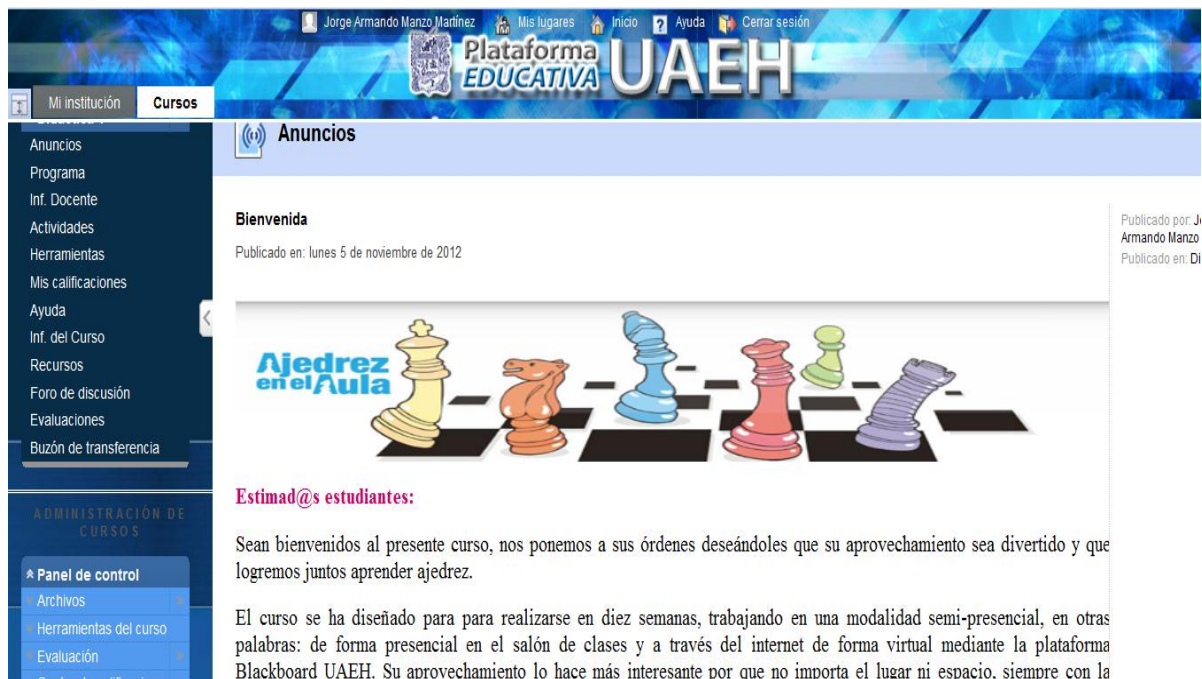 Jorge Armando Manzo Martínez Mis lugares Inicio Ayuda Cerrar sesión
Plataforma
EDUCATIVA UAEH
Mi institución Cursos
Anuncios
Programa
Inf. Docente
Actividades
Herramientas
Mis calificaciones
Ayuda
Inf. del Curso
Recursos
Foro de discusión
Evaluaciones
Buzón de transferencia
ADMINISTRACIÓN DE
CURSOS
Panel de control
Archivos
Herramientas del curso
Evaluación
Anuncios
Bienvenida
Publicado en: lunes 5 de noviembre de 2012
Ajedrez
en el Aula
Estimad@s estudiantes:
Sean bienvenidos al presente curso, nos ponemos a sus órdenes deseándoles que su aprovechamiento sea divertido y que
logremos juntos aprender ajedrez.
El curso se ha diseñado para para realizarse en diez semanas, trabajando en una modalidad semi-presencial, en otras
palabras: de forma presencial en el salón de clases y a través del internet de forma virtual mediante la plataforma
Blackboard UAEH. Su aprovechamiento lo hace más interesante por que no importa el lugar ni espacio, siempre con la
Publicado por:
Armando Manzo
Publicado en: